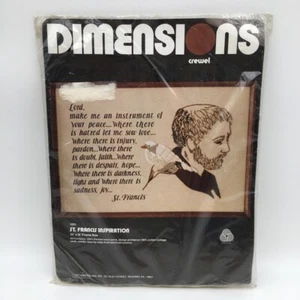 DIMENSIONS
crewel
Lord,
make me an instrument of
your peace...where there
is hatred let me sow love...
where there is injury,
pardon...where there
is doubt, faith...where
there is despair, hope...
where there is darkness,
light and where there is
sadness, joy...
St. Francis
ST. FRANCIS INSPIRATION